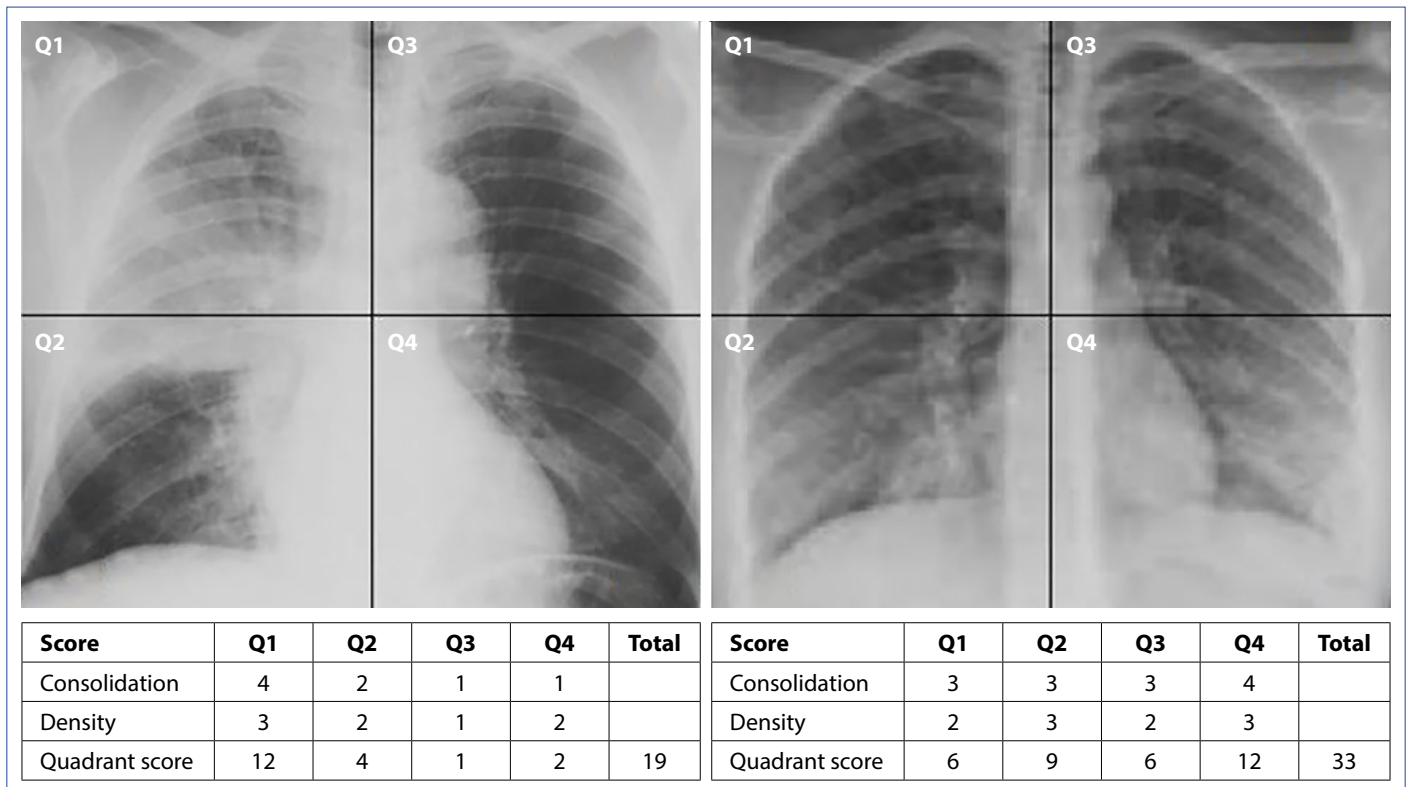 Q1 Q3 Q1 Q3
Q2 Q4 Q2 Q4
Score Q1 Q2 Q3 Q4 Total
Consolidation 4 2 1 1
Density 3 2 1 2
Quadrant score 12 4 1 2 19
Score Q1 Q2 Q3 Q4 Total
Consolidation 3 3 3 4
Density 2 3 2 3
Quadrant score 6 9 6 12 33